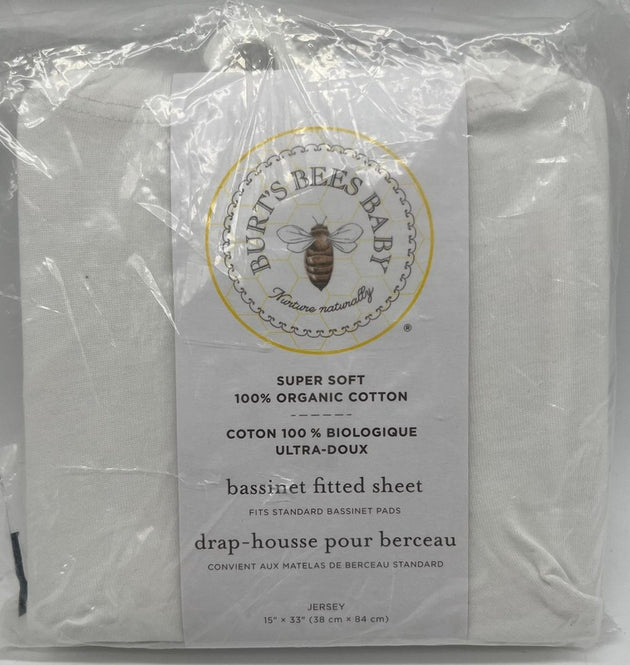 BURT'S BEES BABY
Nurture naturally
®
SUPER SOFT
100% ORGANIC COTTON
COTON 100 % BIOLOGIQUE
ULTRA-DOUX
bassinet fitted sheet
FITS STANDARD BASSINET PADS
drap-housse pour berceau
CONVIENT AUX MATELAS DE BERCEAU STANDARD
JERSEY
15" × 33" (38 cm × 84 cm)